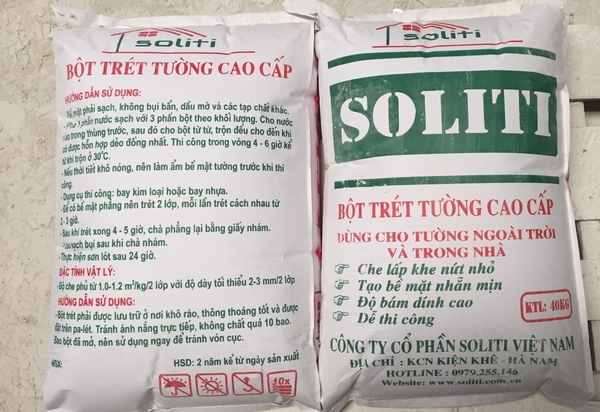 soliti
BỘT TRÉT TƯỜNG CAO CẤP
HƯỚNG DẪN SỬ DỤNG:
mặt phải sạch, không bụi bẩn, dầu mờ và các tạp chất khác.
phần nước sạch với 3 phần bột theo khối lượng. Cho nước
vào trong thùng trước, sau đó cho bột từ từ, trộn đều cho đến khi
có được hỗn hợp dẻo đồng nhất. Thi công trong vòng 4 - 6 giờ kể
từ khi trộn ở 30°C.
- Nếu thời tiết khô nóng, nên làm ẩm bề mặt tường trước khi thi
công.
- Dụng cụ thi công: bay kim loại hoặc bay nhựa.
- Để có bề mặt phẳng nên trét 2 lớp, mỗi lần trét cách nhau từ
2 - 3 giờ.
- Sau khi trét xong 4 - 5 giờ, chà phẳng lại bằng giấy nhám.
sạch bụi sau khi chà nhám.
- Thực hiện sơn lót sau 24 giờ.
ĐẶC TÍNH VẬT LÝ:
- Độ che phủ từ 1.0-1.2 m²/kg/2 lớp với độ dày tối thiểu 2-3 mm/2 lớp
HƯỚNG DẪN SỬ DỤNG:
- Bột trét phải được lưu trữ ở nơi khô ráo, thông thoáng tốt và được
đặt trên pa-lét. Tránh ánh nắng trực tiếp, không chất quá 10 bao.
Bao bột đã mở, nên sử dụng ngay để tránh vón cục.
NSX:
HSD: 2 năm kể từ ngày sản xuất
10x
soliti
SOLITI
BỘT TRÉT TƯỜNG CAO CẤP
DÙNG CHO TƯỜNG NGOÀI TRỜI
VÀ TRONG NHÀ
Che lấp khe nứt nhỏ
Tạo bề mặt nhẵn mịn
Độ bám dính cao
Dễ thi công
KTL: 40KG
CÔNG TY CỔ PHẦN SOLITI VIỆT NAM
ĐỊA CHỈ : KCN KIỆN KHÊ - HÀ NAM
HOTLINE : 0979.255.146
Website: www.soliti.com.vn